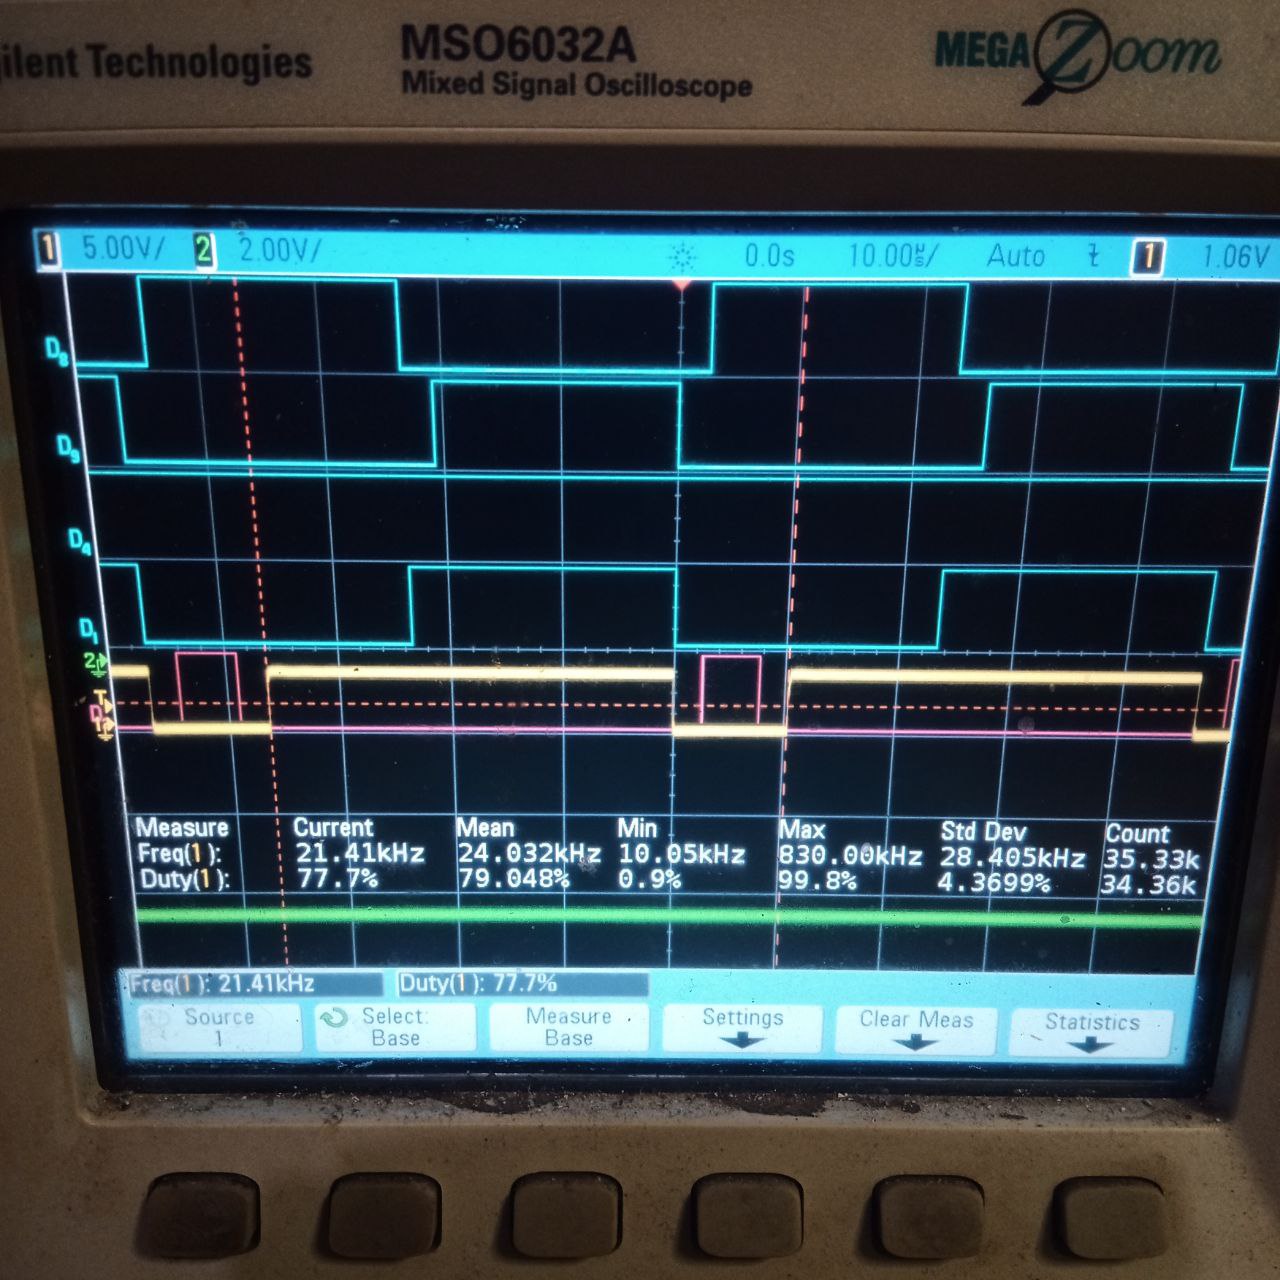 ilent Technologies
MSO6032A
Mixed Signal Oscilloscope
MEGA Zoom
1 5.00V/ 2 2.00V/ 0.0s 10.00µs/ Auto 1 1.06V
D8
D9
D4
D1
2
T
D
Measure Current Mean Min Max Std Dev Count
Freq(1): 21.41kHz 24.032kHz 10.05kHz 830.00kHz 28.405kHz 35.33k
Duty(1): 77.7% 79.048% 0.9% 99.8% 4.3699% 34.36k
Freq(1): 21.41kHz Duty(1): 77.7%
Source Select: Measure Settings Clear Meas Statistics
1 Base Base